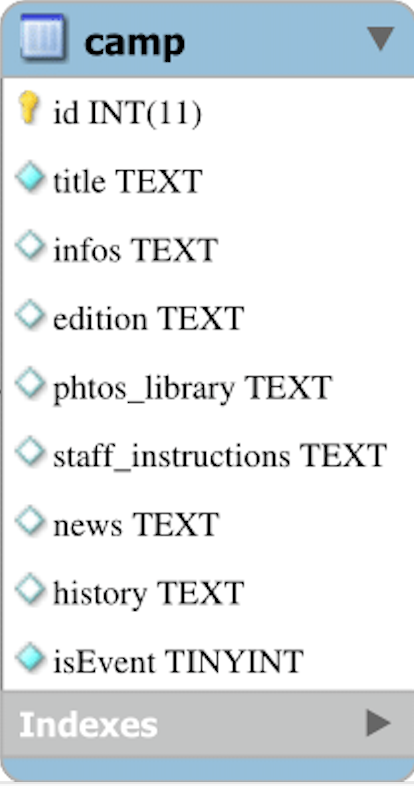 camp
id INT(11)
title TEXT
infos TEXT
edition TEXT
phtos_library TEXT
staff_instructions TEXT
news TEXT
history TEXT
isEvent TINYINT
Indexes